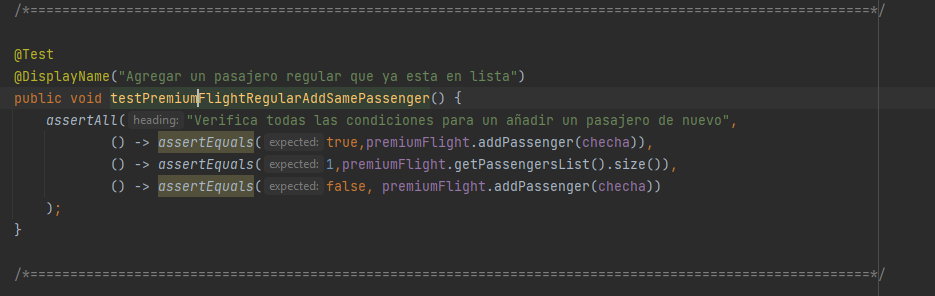 /*=========================================================================================================*/
@Test
@DisplayName("Agregar un pasajero regular que ya esta en lista")
public void testPremiumFlightRegularAddSamePassenger() {
assertAll( heading: "Verifica todas las condiciones para un añadir un pasajero de nuevo",
() -> assertEquals( expected: true,premiumFlight.addPassenger(checha)),
() -> assertEquals( expected: 1,premiumFlight.getPassengersList().size()),
() -> assertEquals( expected: false, premiumFlight.addPassenger(checha))
);
}
/*=========================================================================================================*/